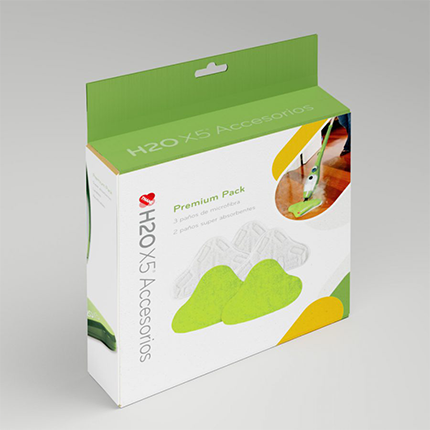 H2O X5 Accesorios
Premium Pack
3 paños de microfibra
2 paños super absorbentes
H2O X5 Accesorios